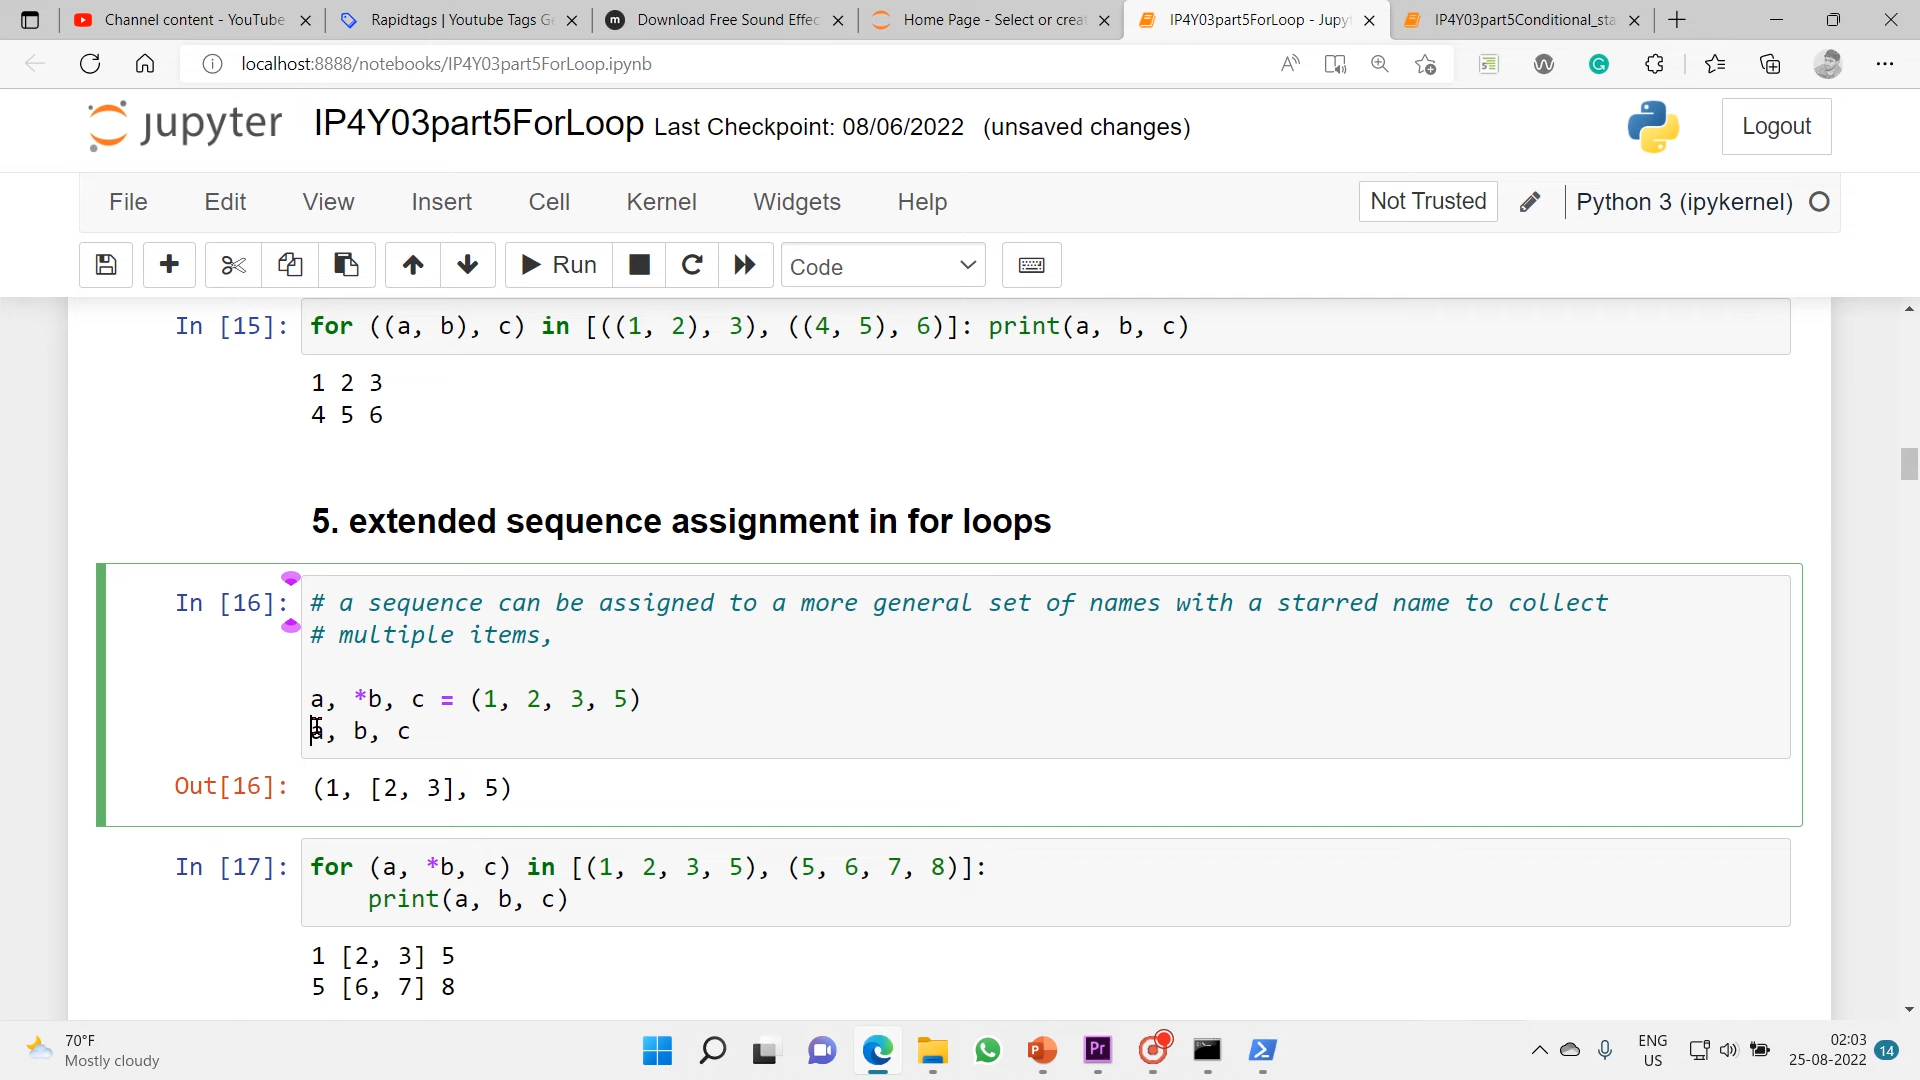 Channel content - YouTube
Rapidtags | Youtube Tags Ge
Download Free Sound Effec
Home Page - Select or creat
IP4Y03part5ForLoop - Jupyt
IP4Y03part5Conditional_sta
localhost:8888/notebooks/IP4Y03part5ForLoop.ipynb
jupyter IP4Y03part5ForLoop Last Checkpoint: 08/06/2022 (unsaved changes)
Logout
File Edit View Insert Cell Kernel Widgets Help
Not Trusted
Python 3 (ipykernel)
Run
Code
In [15]: for ((a, b), c) in [((1, 2), 3), ((4, 5), 6)]: print(a, b, c)
1 2 3
4 5 6
5. extended sequence assignment in for loops
In [16]: # a sequence can be assigned to a more general set of names with a starred name to collect
# multiple items,
a, *b, c = (1, 2, 3, 5)
a, b, c
Out[16]: (1, [2, 3], 5)
In [17]: for (a, *b, c) in [(1, 2, 3, 5), (5, 6, 7, 8)]:
print(a, b, c)
1 [2, 3] 5
5 [6, 7] 8
70°F
Mostly cloudy
Pr
ENG
US
02:03
25-08-2022
14